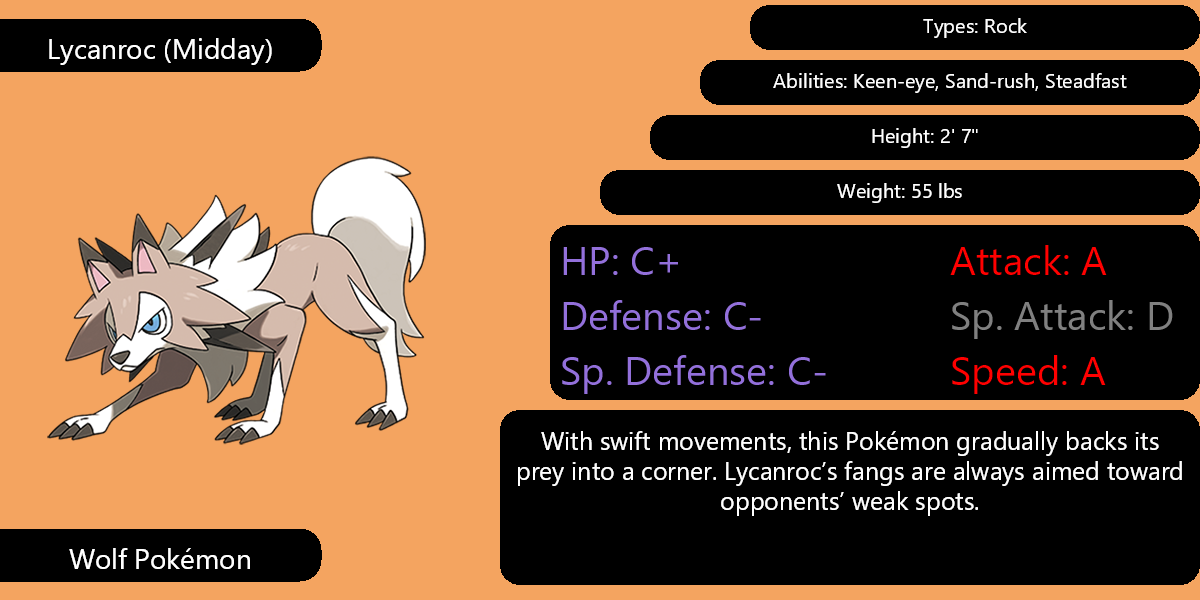 Lycanroc (Midday)
Types: Rock
Abilities: Keen-eye, Sand-rush, Steadfast
Height: 2' 7"
Weight: 55 lbs
HP: C+
Attack: A
Defense: C-
Sp. Attack: D
Sp. Defense: C-
Speed: A
With swift movements, this Pokémon gradually backs its
prey into a corner. Lycanroc’s fangs are always aimed toward
opponents’ weak spots.
Wolf Pokémon